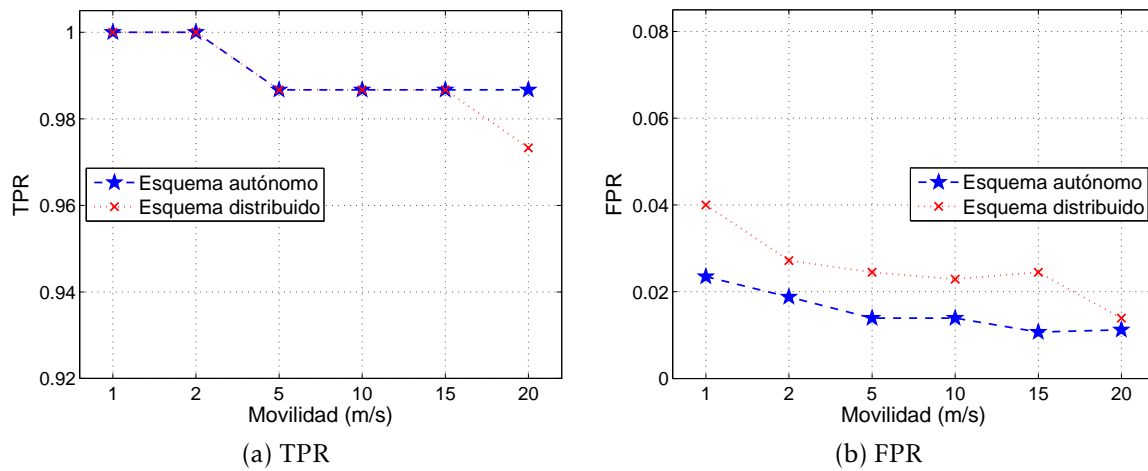 1
0.98
0.96
0.94
0.92
TPR
Esquema autónomo
Esquema distribuido
1 2 5 10 15 20
Movilidad (m/s)
(a) TPR
0.08
0.06
0.04
0.02
0
FPR
Esquema autónomo
Esquema distribuido
1 2 5 10 15 20
Movilidad (m/s)
(b) FPR